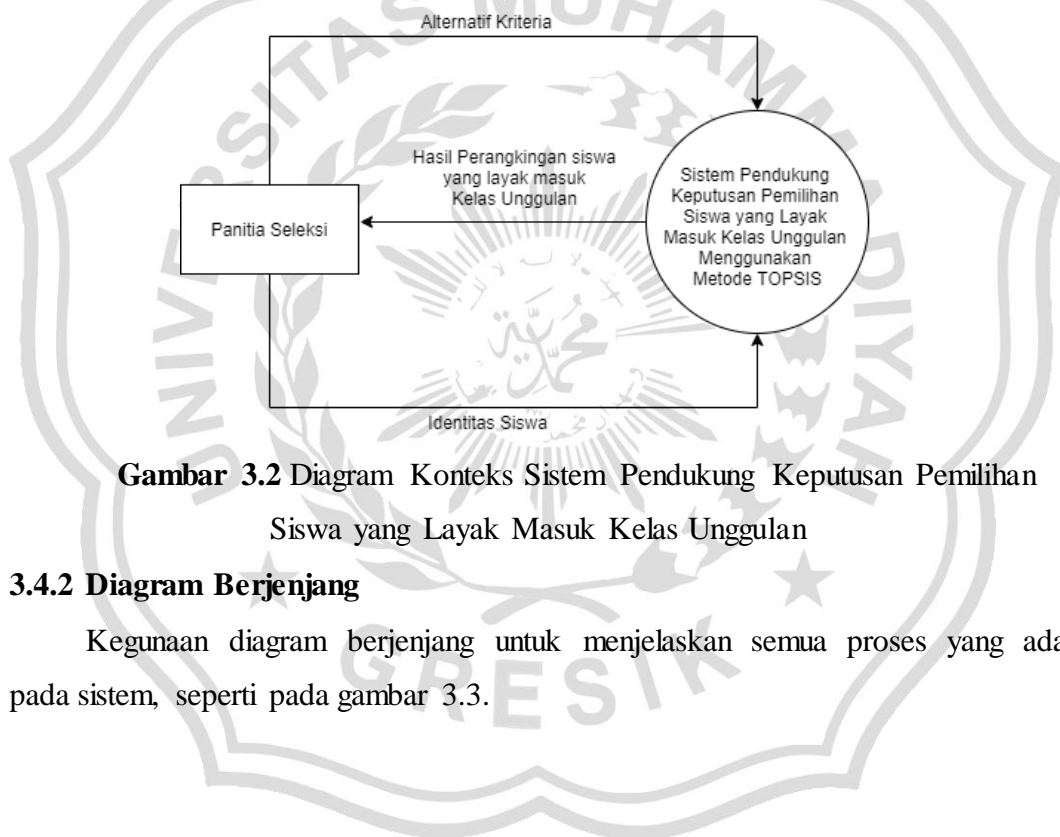 Alternatif Kriteria
Hasil Perangkingan siswa
yang layak masuk
Kelas Unggulan
Panitia Seleksi
Sistem Pendukung
Keputusan Pemilihan
Siswa yang Layak
Masuk Kelas Unggulan
Menggunakan
Metode TOPSIS
Identitas Siswa
UNIVERSITAS MUHAMMADIYAH
GRESIK
Gambar 3.2 Diagram Konteks Sistem Pendukung Keputusan Pemilihan
Siswa yang Layak Masuk Kelas Unggulan
3.4.2 Diagram Berjenjang
Kegunaan diagram berjenjang untuk menjelaskan semua proses yang ada
pada sistem, seperti pada gambar 3.3.